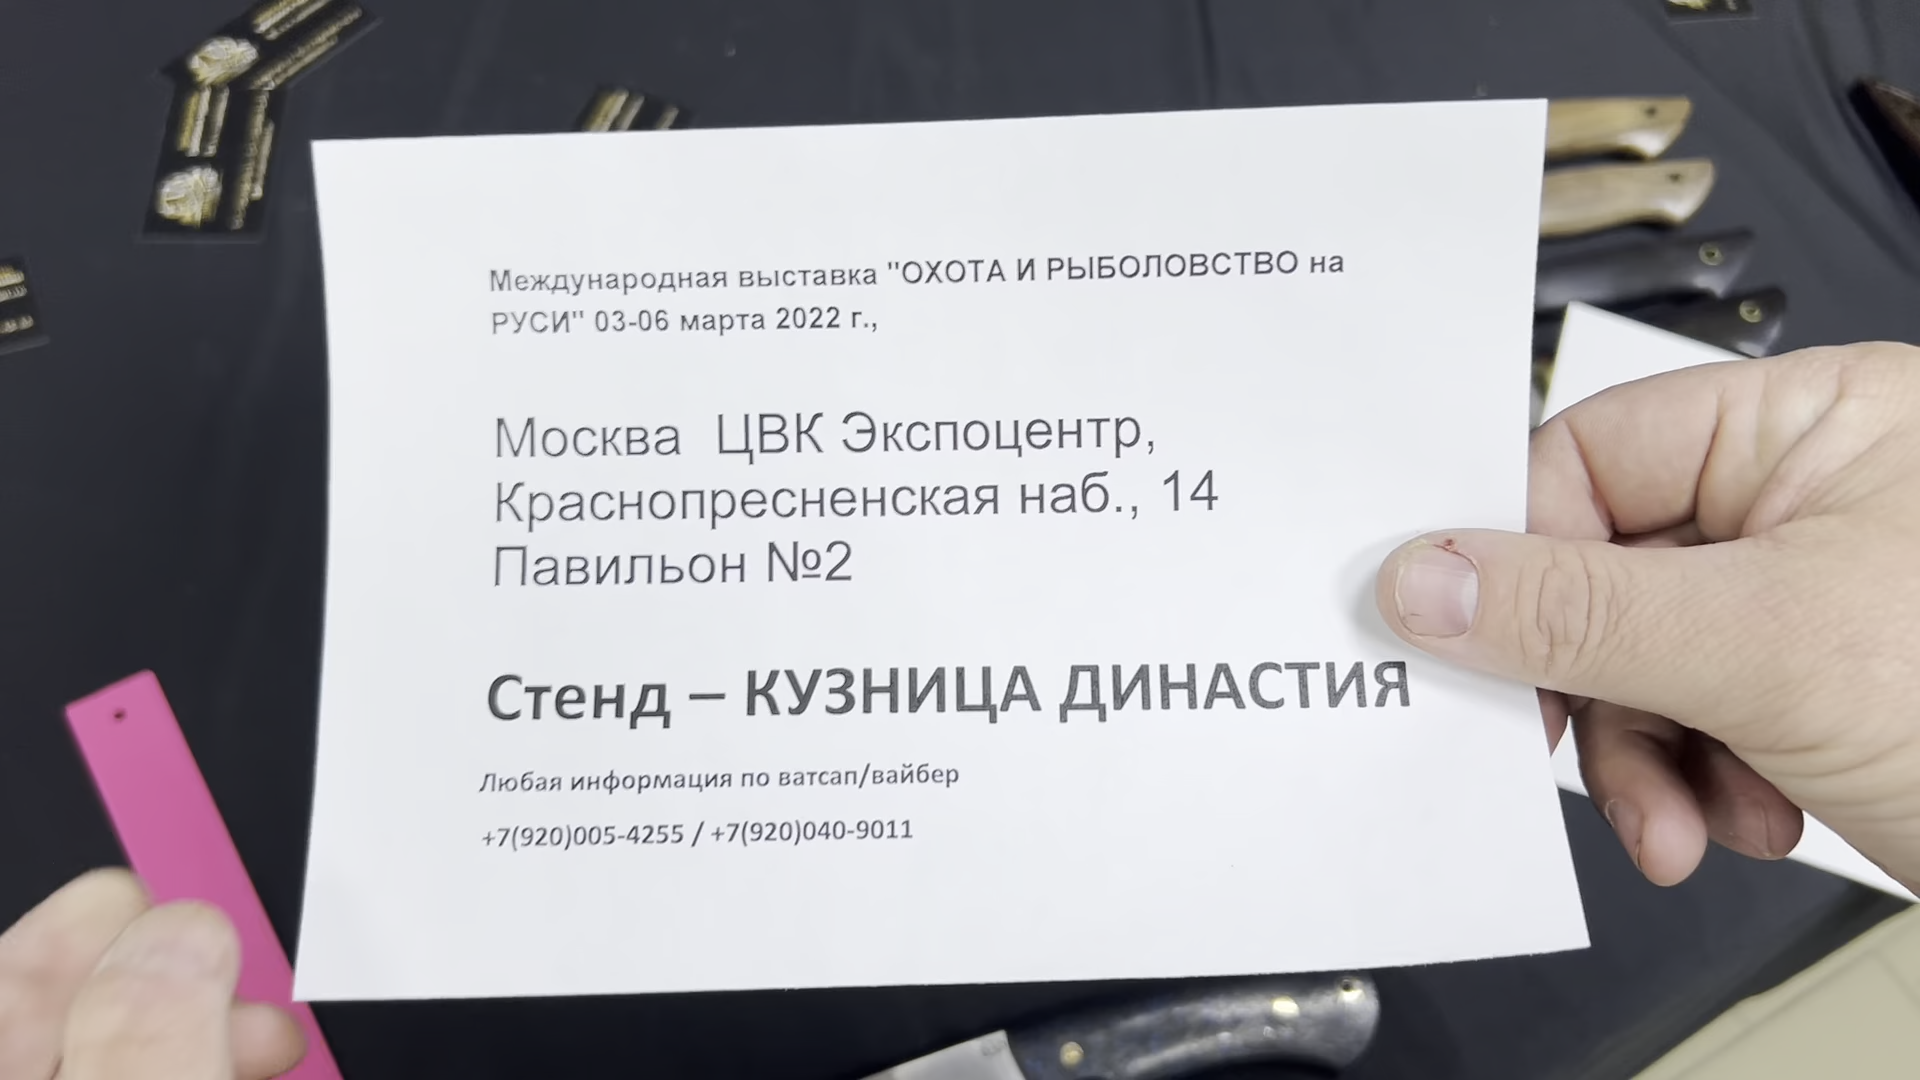 Международная выставка "ОХОТА И РЫБОЛОВСТВО на
РУСИ" 03-06 марта 2022 г.,
Москва ЦВК Экспоцентр,
Краснопресненская наб., 14
Павильон №2
Стенд – КУЗНИЦА ДИНАСТИЯ
Любая информация по ватсап/вайбер
+7(920)005-4255 / +7(920)040-9011